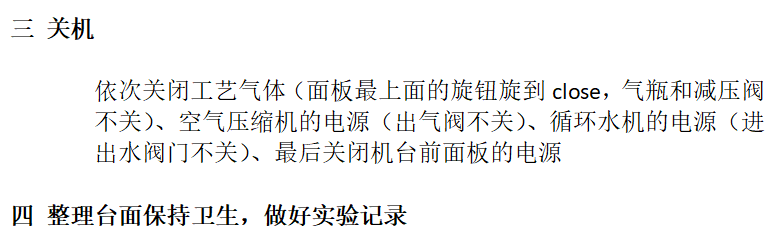 三 关机
依次关闭工艺气体（面板最上面的旋钮旋到 close，气瓶和减压阀
不关）、空气压缩机的电源（出气阀不关）、循环水机的电源（进
出水阀门不关）、最后关闭机台前面板的电源
四 整理台面保持卫生，做好实验记录